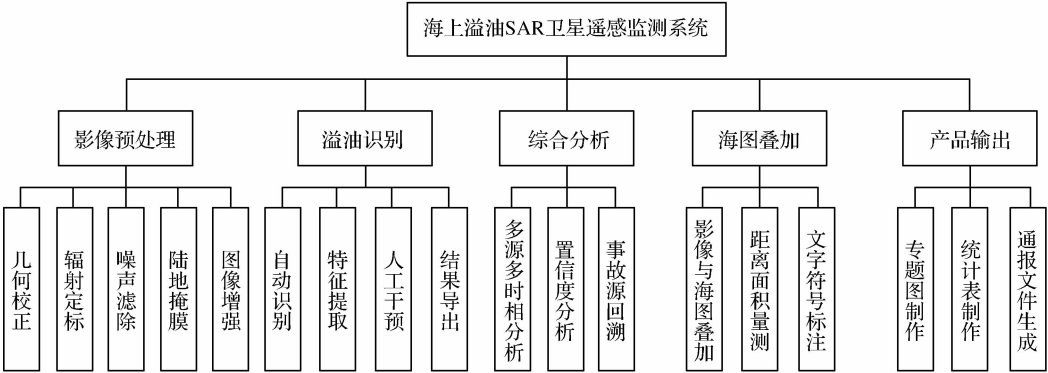 海上溢油SAR卫星遥感监测系统
影像预处理
溢油识别
综合分析
海图叠加
产品输出
几何校正
辐射定标
噪声滤除
陆地掩膜
图像增强
自动识别
特征提取
人工干预
结果导出
多源多时相分析
置信度分析
事故源回溯
影像与海图叠加
距离面积量测
文字符号标注
专题图制作
统计表制作
通报文件生成